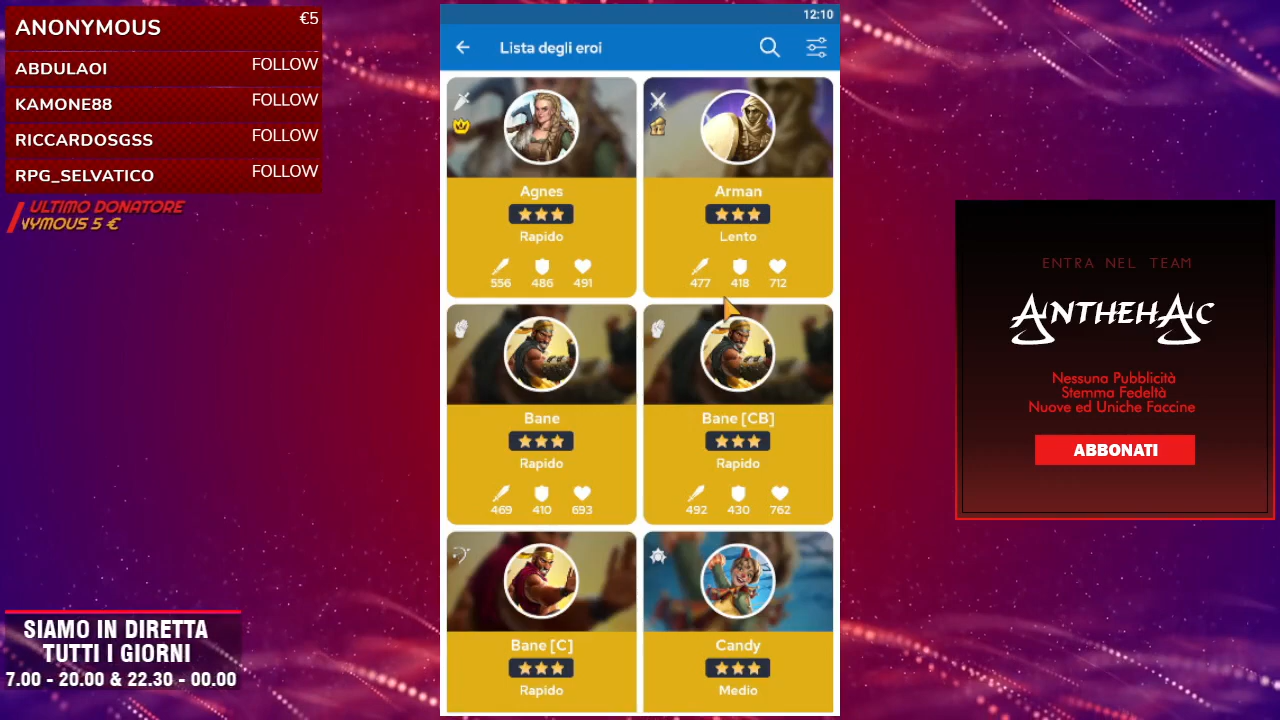 ANONYMOUS €5
ABDULAOI FOLLOW
KAMONE88 FOLLOW
RICCARDOSGSS FOLLOW
RPG_SELVATICO FOLLOW
ULTIMO DONATORE
NYMOUS 5 €
SIAMO IN DIRETTA
TUTTI I GIORNI
7.00 - 20.00 & 22.30 - 00.00
12:10
Lista degli eroi
Agnes
Rapido
556 486 491
Arman
Lento
477 418 712
Bane
Rapido
469 410 693
Bane [CB]
Rapido
492 430 762
Bane [C]
Rapido
Candy
Medio
ENTRA NEL TEAM
ANTHEHAC
Nessuna Pubblicità
Stemma Fedeltà
Nuove ed Uniche Faccine
ABBONATI